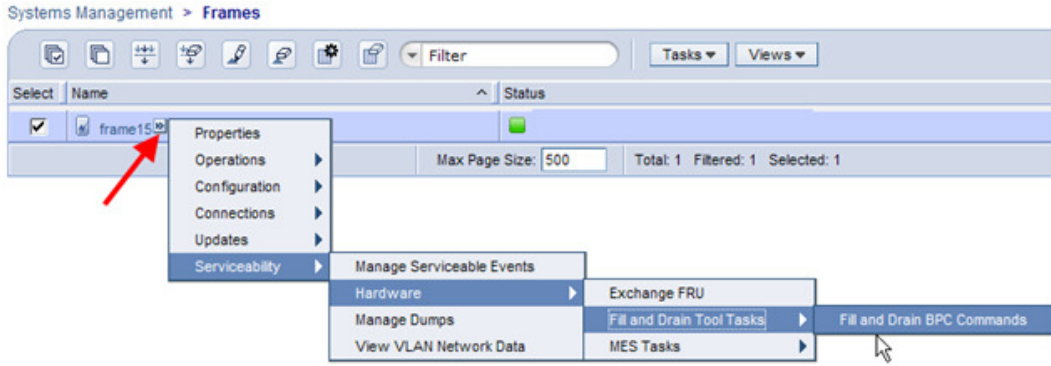 Systems Management > Frames
Filter
Tasks
Views
Select Name Status
frame15
Properties
Operations
Configuration
Connections
Updates
Serviceability
Max Page Size: 500 Total: 1 Filtered: 1 Selected: 1
Manage Serviceable Events
Hardware
Manage Dumps
View VLAN Network Data
Exchange FRU
Fill and Drain Tool Tasks
MES Tasks
Fill and Drain BPC Commands